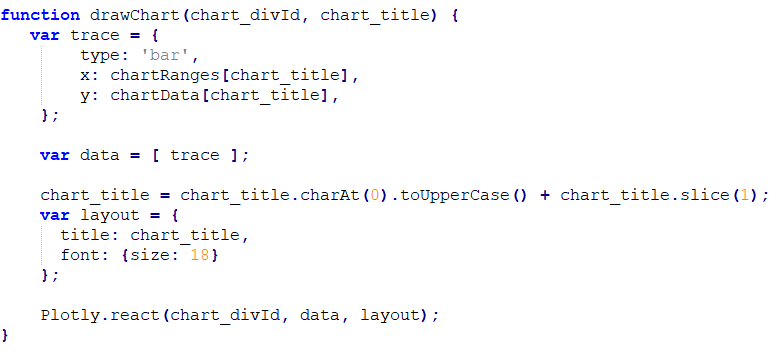 function drawChart(chart_divId, chart_title) {
   var trace = {
        type: 'bar',
        x: chartRanges[chart_title],
        y: chartData[chart_title],
    };

    var data = [ trace ];

    chart_title = chart_title.charAt(0).toUpperCase() + chart_title.slice(1);
    var layout = {
      title: chart_title,
      font: {size: 18}
    };

    Plotly.react(chart_divId, data, layout);
}